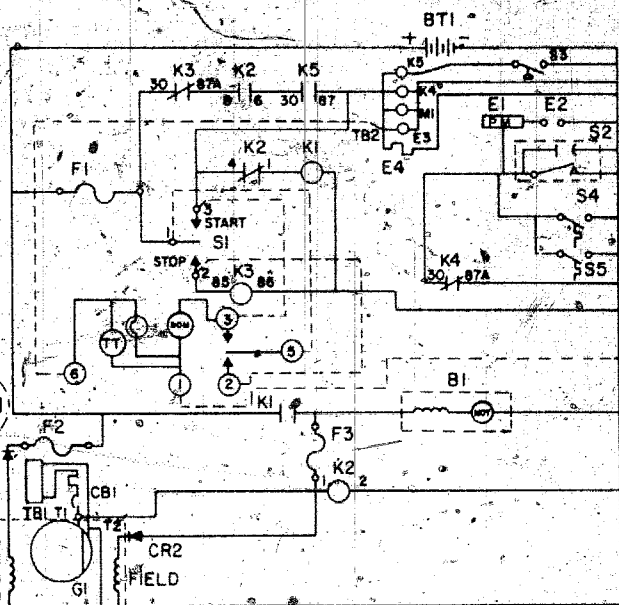 BT1
+ -
K5 S3
K3 K2 K5
30 87A 8 6 30 87
K4
M1
TB2 E3
E1 E2
P.M
S2
E4
F1
K2 K1
4 1
3
START
1 S1
STOP
2
K3
85 86
S4
K4
30 87A
S5
TT
3
5
6
1
2
K1
B1
MOT
F2
F3
K2
1 2
CB1
TB1 T1
T2
CR2
G1
FIELD